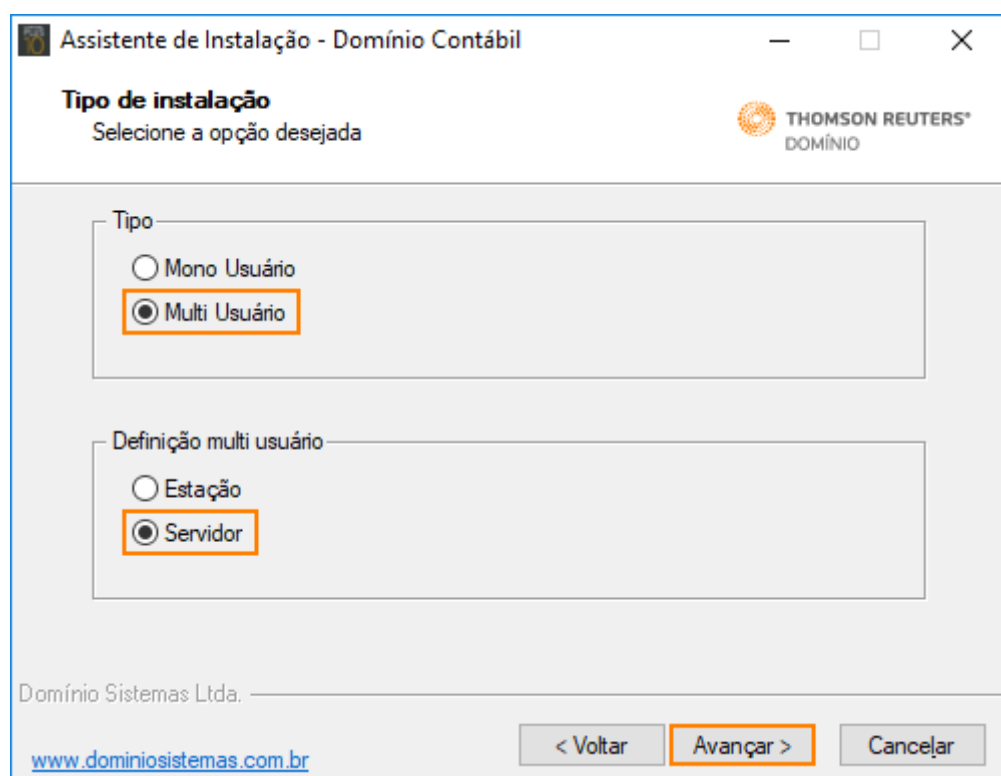 Assistente de Instalação - Domínio Contábil
Tipo de instalação
Selecione a opção desejada
THOMSON REUTERS®
DOMÍNIO
Tipo
Mono Usuário
Multi Usuário
Definição multi usuário
Estação
Servidor
Domínio Sistemas Ltda.
www.dominiosistemas.com.br
< Voltar
Avançar >
Cancelar